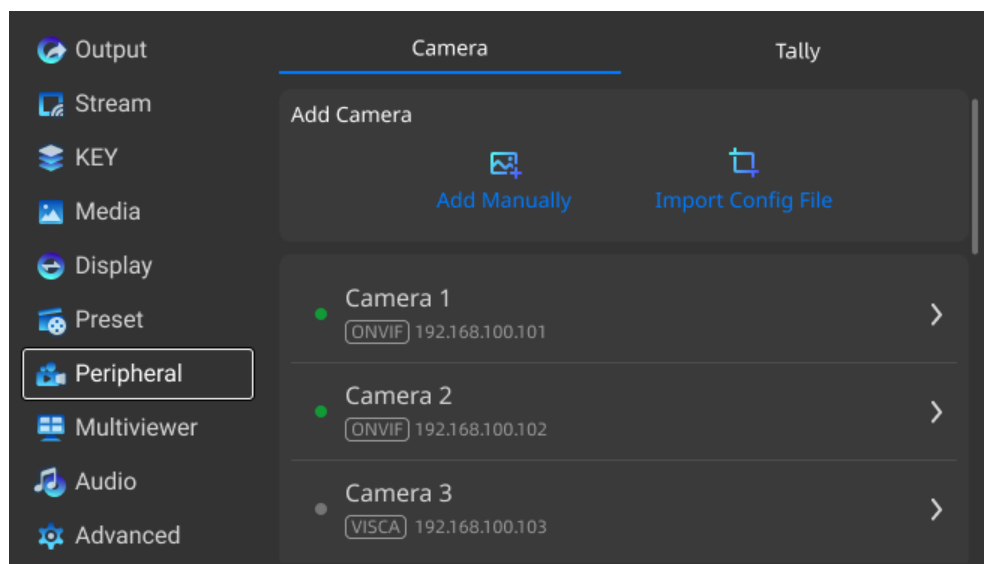 Output
Stream
KEY
Media
Display
Preset
Peripheral
Multiviewer
Audio
Advanced
Camera
Tally
Add Camera
Add Manually
Import Config File
Camera 1
ONVIF 192.168.100.101
Camera 2
ONVIF 192.168.100.102
Camera 3
VISCA 192.168.100.103